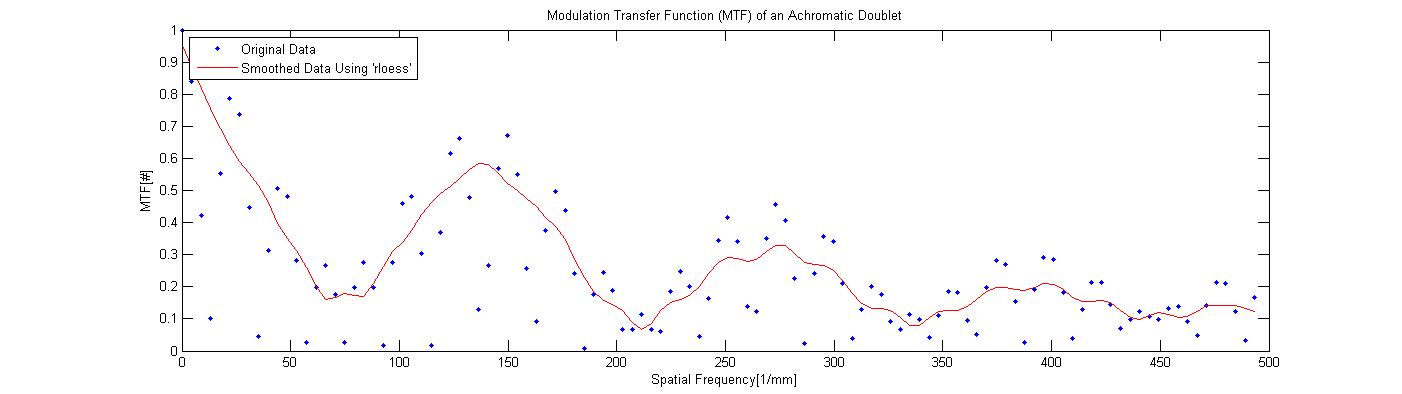 Modulation Transfer Function (MTF) of an Achromatic Doublet
Original Data
Smoothed Data Using 'rloess'
MTF[#]
1
0.9
0.8
0.7
0.6
0.5
0.4
0.3
0.2
0.1
0
0 50 100 150 200 250 300 350 400 450 500
Spatial Frequency[1/mm]